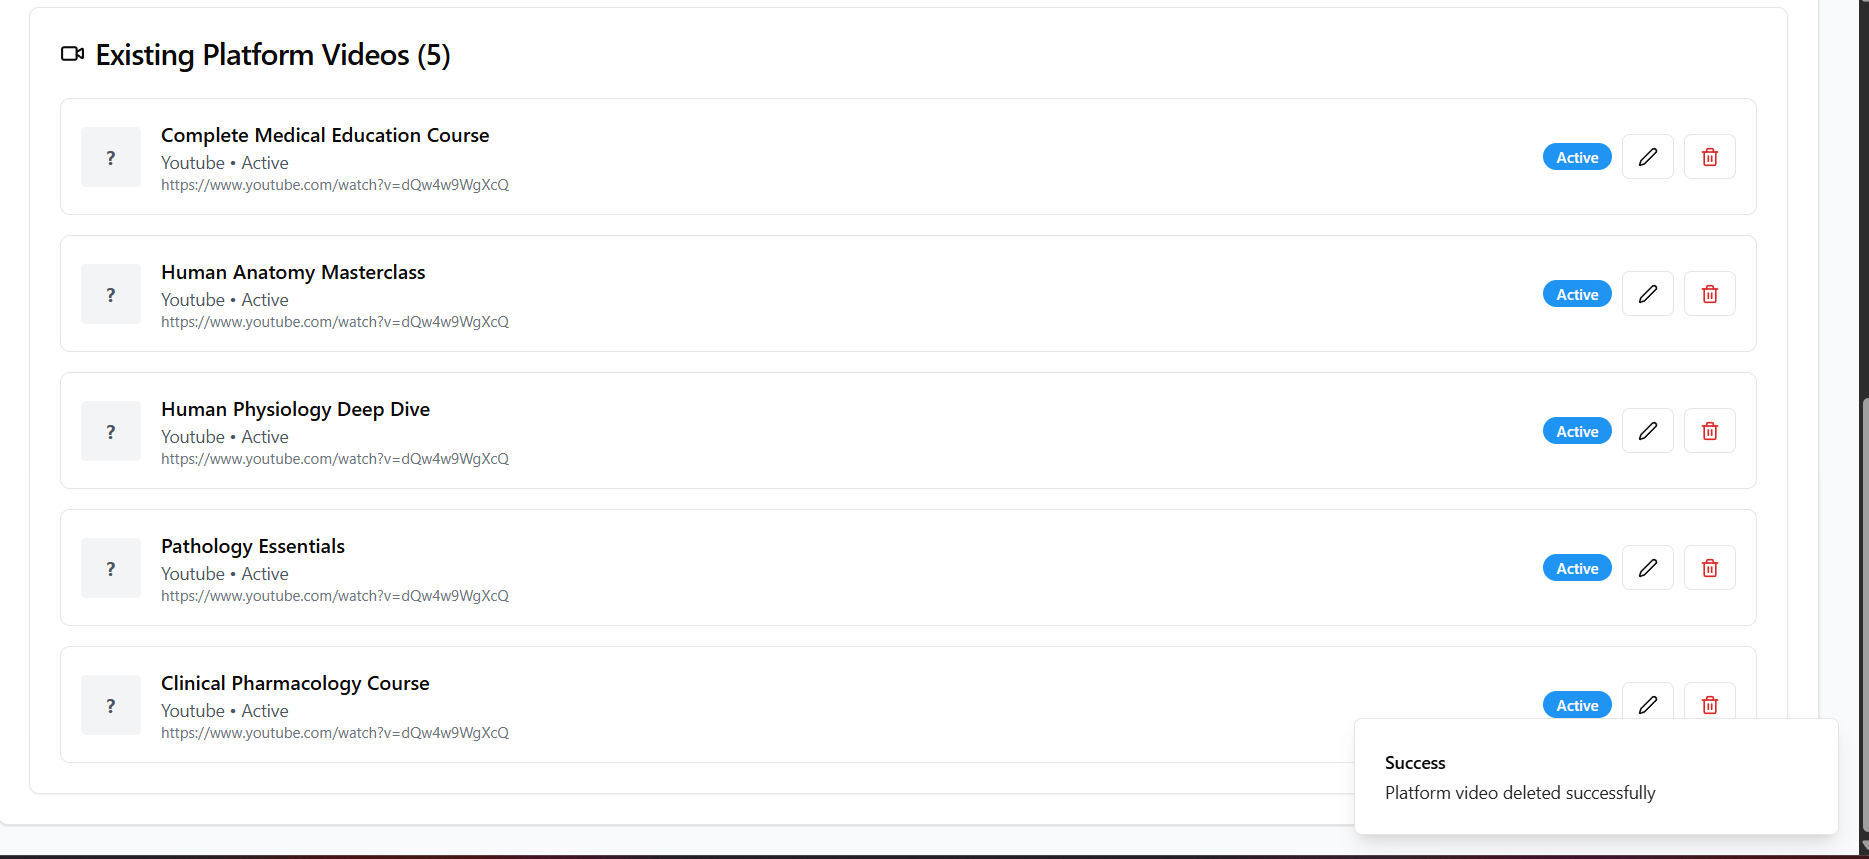 Existing Platform Videos (5)
?
Complete Medical Education Course
Youtube • Active
https://www.youtube.com/watch?v=dQw4w9WgXcQ
Active
?
Human Anatomy Masterclass
Youtube • Active
https://www.youtube.com/watch?v=dQw4w9WgXcQ
Active
?
Human Physiology Deep Dive
Youtube • Active
https://www.youtube.com/watch?v=dQw4w9WgXcQ
Active
?
Pathology Essentials
Youtube • Active
https://www.youtube.com/watch?v=dQw4w9WgXcQ
Active
?
Clinical Pharmacology Course
Youtube • Active
https://www.youtube.com/watch?v=dQw4w9WgXcQ
Active
Success
Platform video deleted successfully